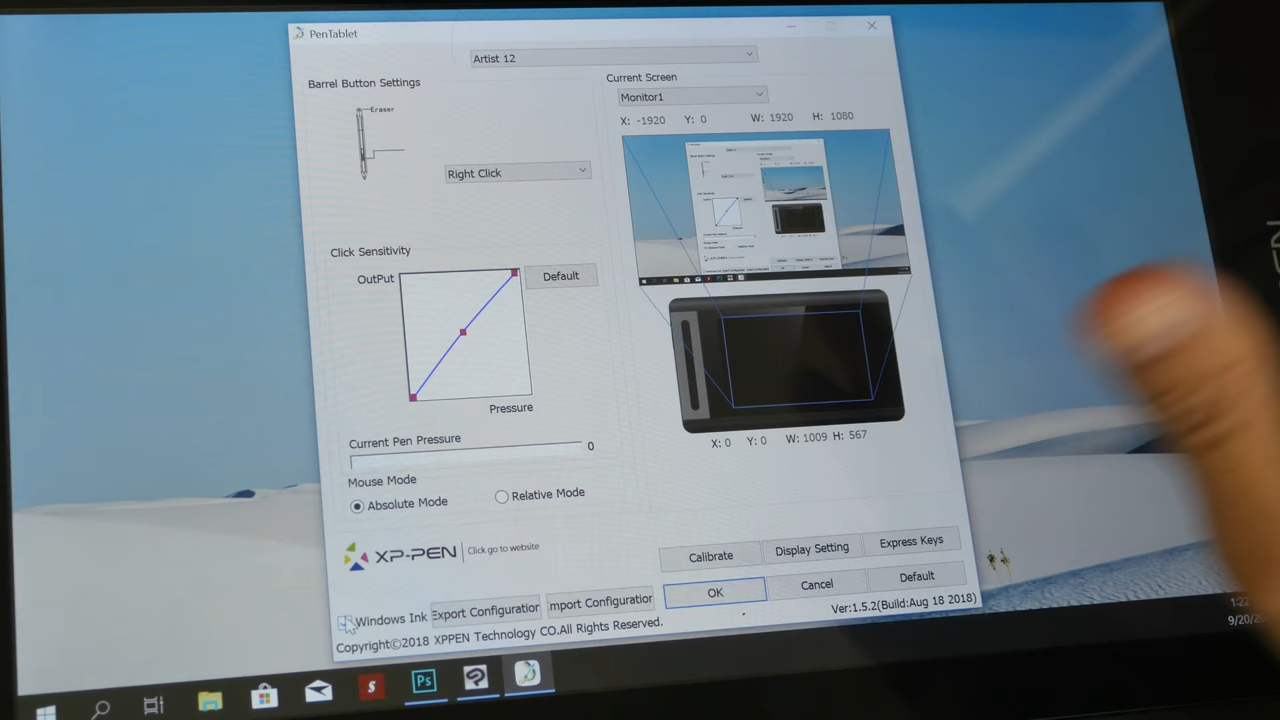 PenTablet
Artist 12
Barrel Button Settings
Eraser
Right Click
Current Screen
Monitor1
X: -1920 Y: 0 W: 1920 H: 1080
Click Sensitivity
OutPut
Default
Pressure
Current Pen Pressure
0
Mouse Mode
Absolute Mode
Relative Mode
X: 0 Y: 0 W: 1009 H: 567
XP-PEN
Click go to website
Calibrate
Display Setting
Express Keys
Windows Ink
Export Configuration
Import Configuration
OK
Cancel
Default
Ver:1.5.2(Build:Aug 18 2018)
Copyright©2018 XPPEN Technology CO.All Rights Reserved.
S
Ps